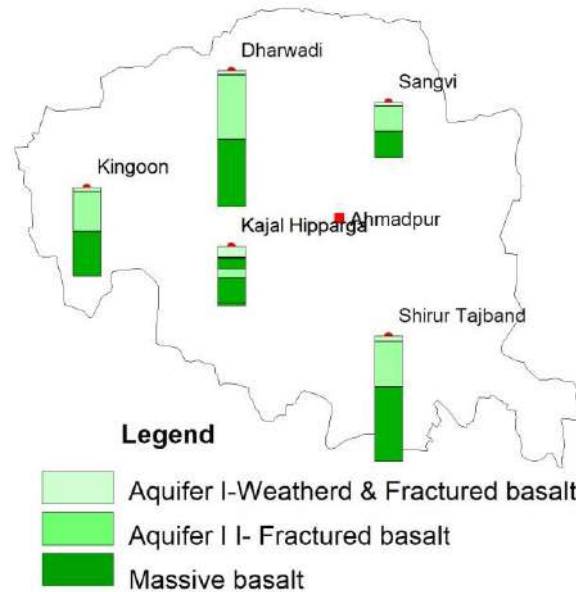 Dharwadi
Sangvi
Kingoon
Ahmadpur
Kajal Hipparga
Shirur Tajband
Legend
Aquifer I-Weatherd & Fractured basalt
Aquifer I I- Fractured basalt
Massive basalt